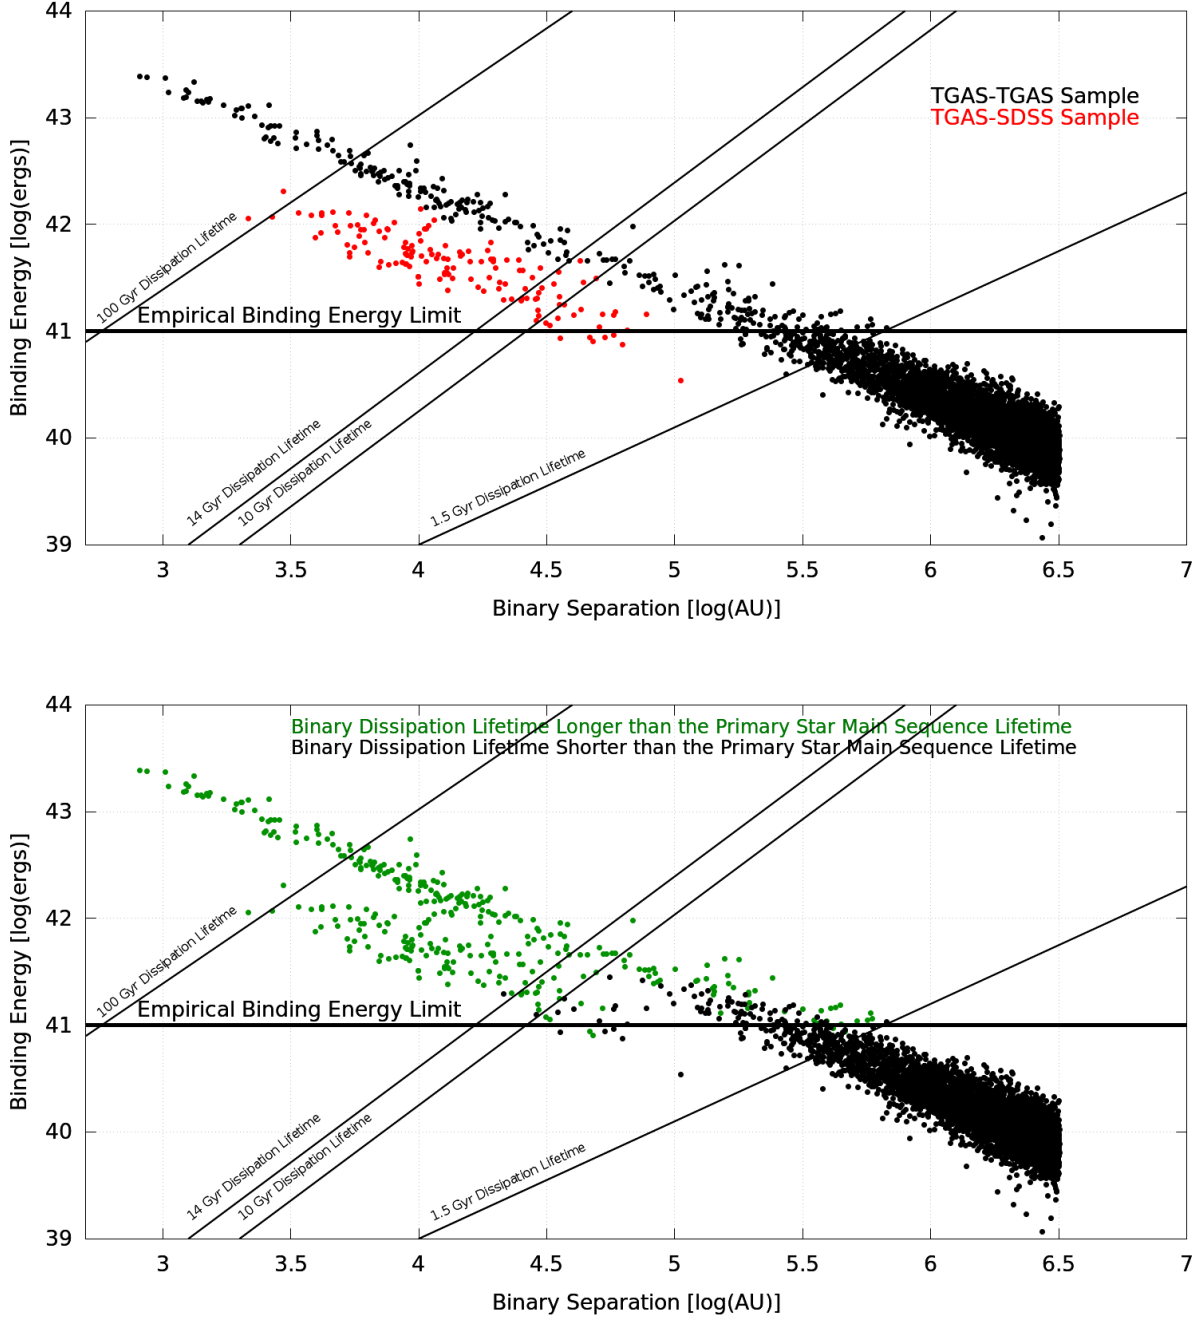 44
43
42
41
40
39
Binding Energy [log(ergs)]
TGAS-TGAS Sample
TGAS-SDSS Sample
100 Gyr Dissipation Lifetime
Empirical Binding Energy Limit
14 Gyr Dissipation Lifetime
10 Gyr Dissipation Lifetime
1.5 Gyr Dissipation Lifetime
3 3.5 4 4.5 5 5.5 6 6.5 7
Binary Separation [log(AU)]
44
43
42
41
40
39
Binding Energy [log(ergs)]
Binary Dissipation Lifetime Longer than the Primary Star Main Sequence Lifetime
Binary Dissipation Lifetime Shorter than the Primary Star Main Sequence Lifetime
100 Gyr Dissipation Lifetime
Empirical Binding Energy Limit
14 Gyr Dissipation Lifetime
10 Gyr Dissipation Lifetime
1.5 Gyr Dissipation Lifetime
3 3.5 4 4.5 5 5.5 6 6.5 7
Binary Separation [log(AU)]